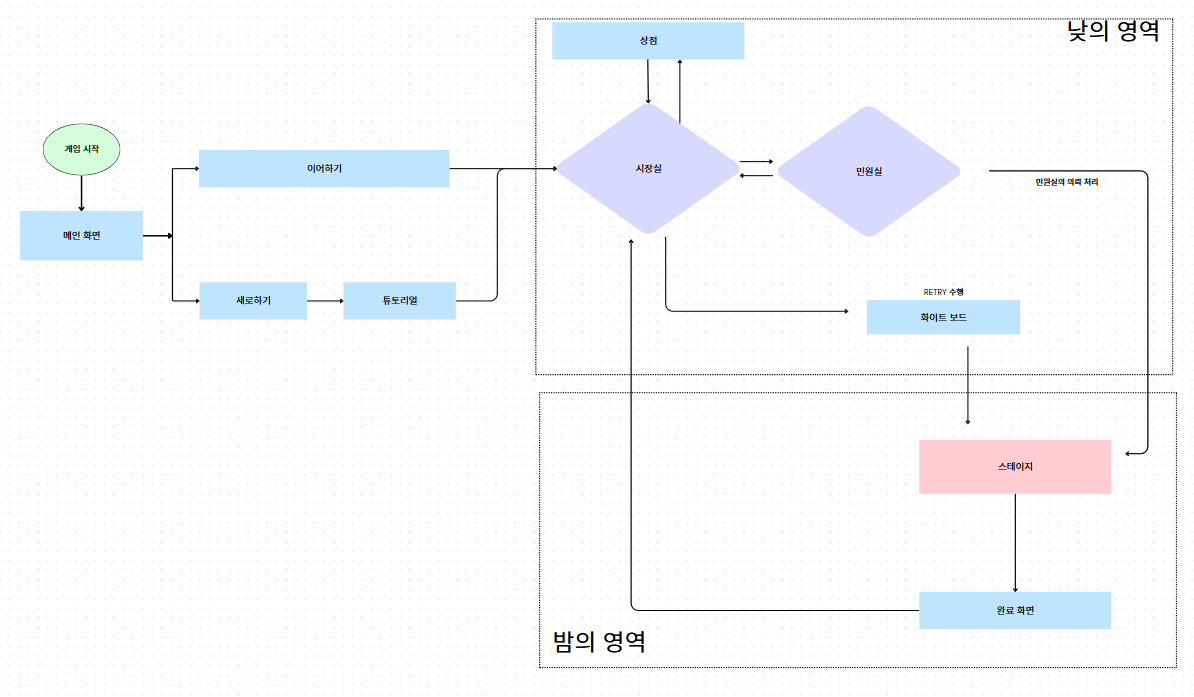 낮의 영역
상점
게임 시작
이어하기
시장실
민원실
민원실의 의뢰 처리
메인 화면
새로하기
튜토리얼
RETRY 수행
화이트 보드
스테이지
완료 화면
밤의 영역